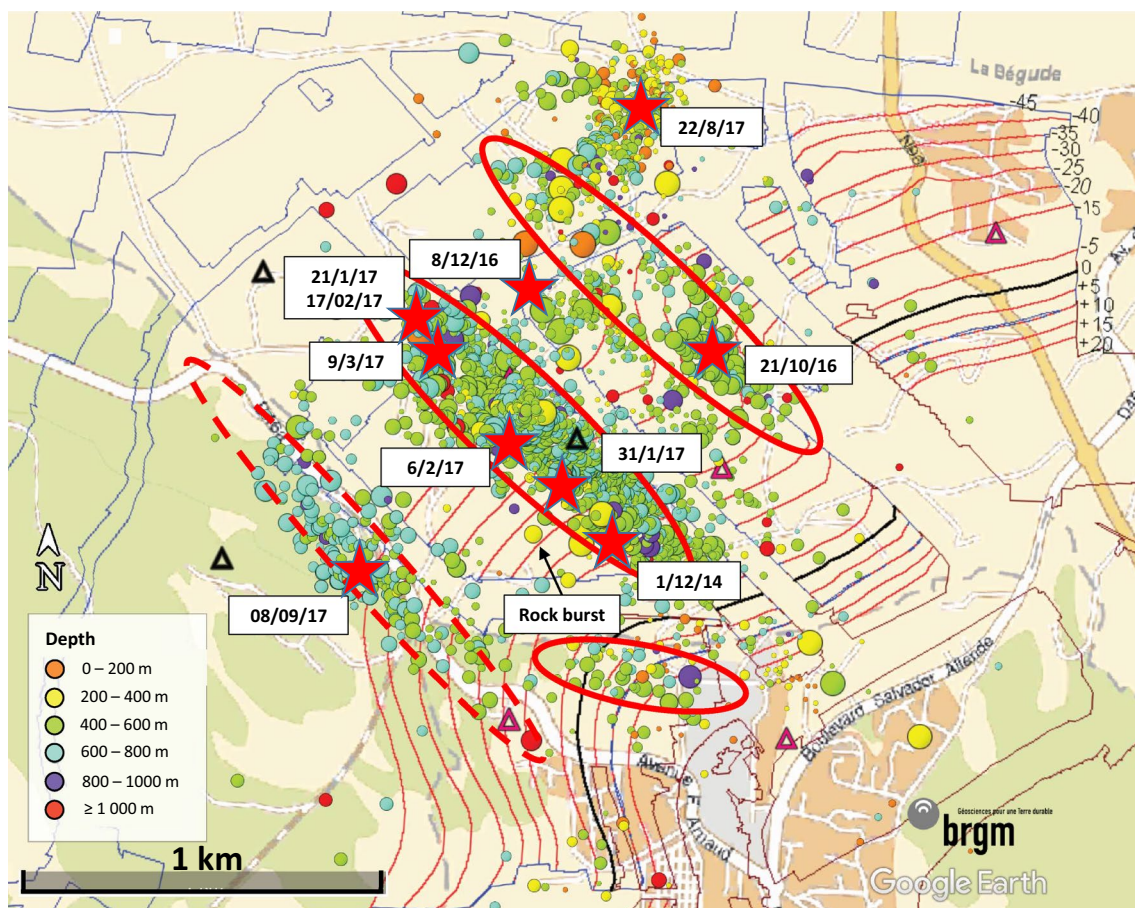 La Bégude
-45
-40
-35
-30
-25
-20
-15
-5
0
+5
+10
+15
+20
N8a
22/8/17
8/12/16
21/1/17
17/02/17
9/3/17
21/10/16
31/1/17
6/2/17
1/12/14
08/09/17
Rock burst
N
Depth
0 – 200 m
200 – 400 m
400 – 600 m
600 – 800 m
800 – 1000 m
≥ 1 000 m
1 km
Boulevard Salvador Allende
Avenue F. Arnaud
Géosciences pour une Terre durable
brgm
Google Earth